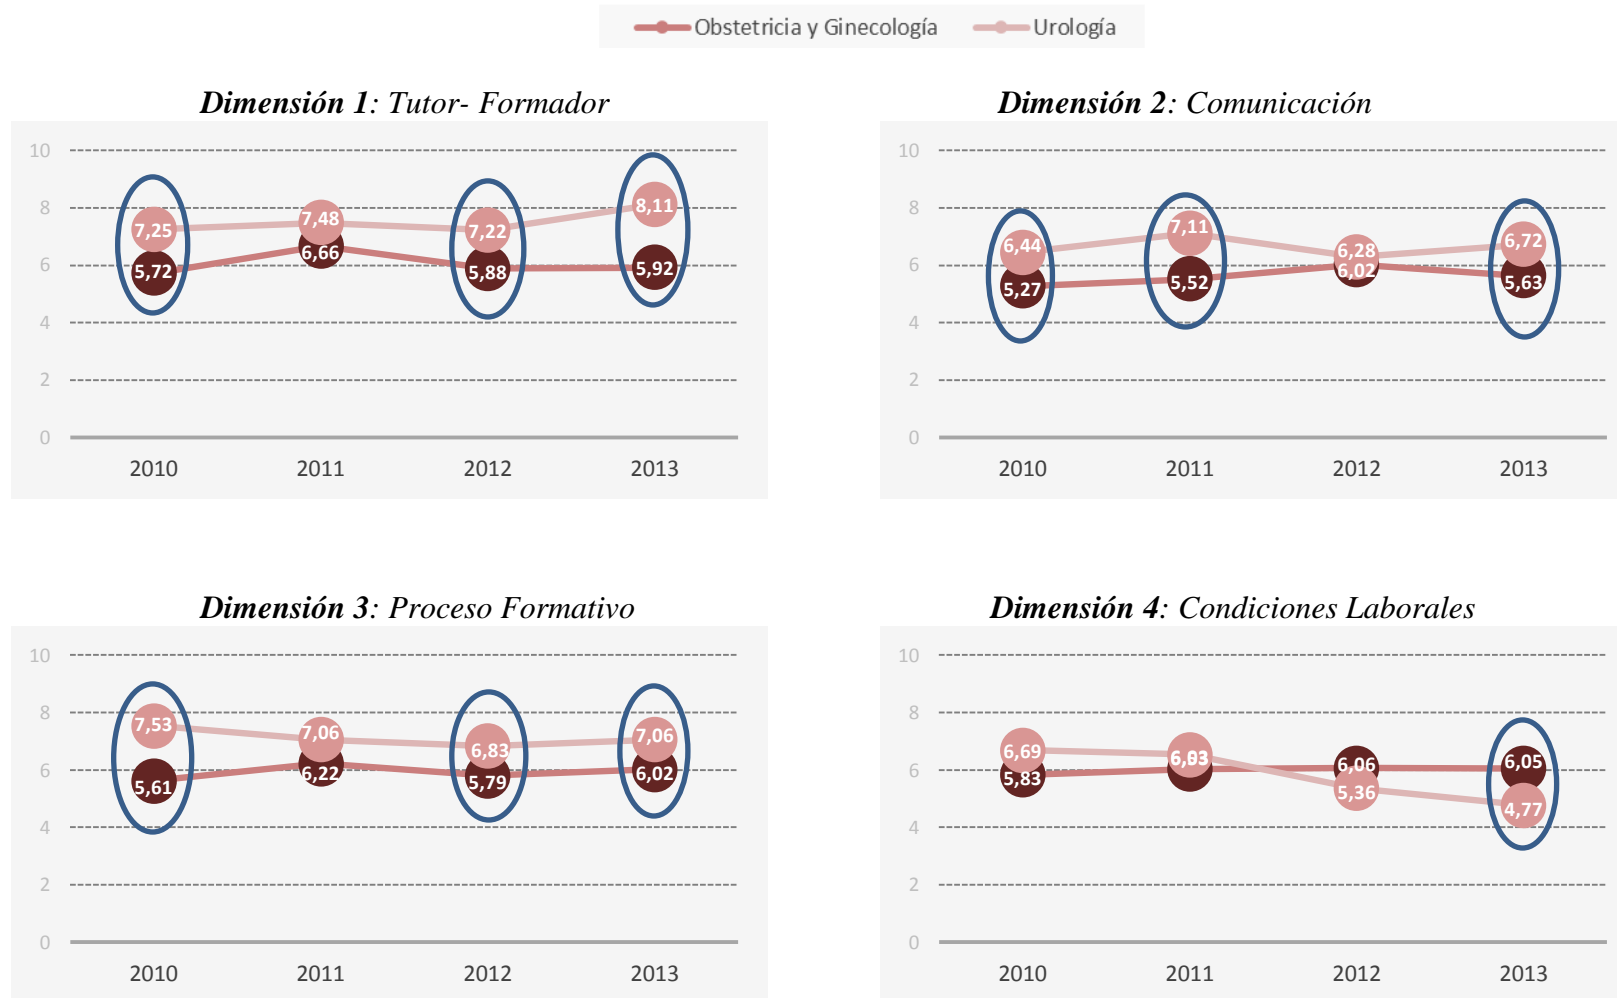 Obstetricia y Ginecología Urología
Dimensión 1: Tutor- Formador
10
8
6
4
2
0
7,25 7,48 7,22 8,11
5,72 6,66 5,88 5,92
2010 2011 2012 2013
Dimensión 2: Comunicación
10
8
6
4
2
0
6,44 7,11 6,28 6,72
5,27 5,52 6,02 5,63
2010 2011 2012 2013
Dimensión 3: Proceso Formativo
10
8
6
4
2
0
7,53 7,06 6,83 7,06
5,61 6,22 5,79 6,02
2010 2011 2012 2013
Dimensión 4: Condiciones Laborales
10
8
6
4
2
0
6,69 5,36 4,77
5,83 6,06 6,05
2010 2011 2012 2013